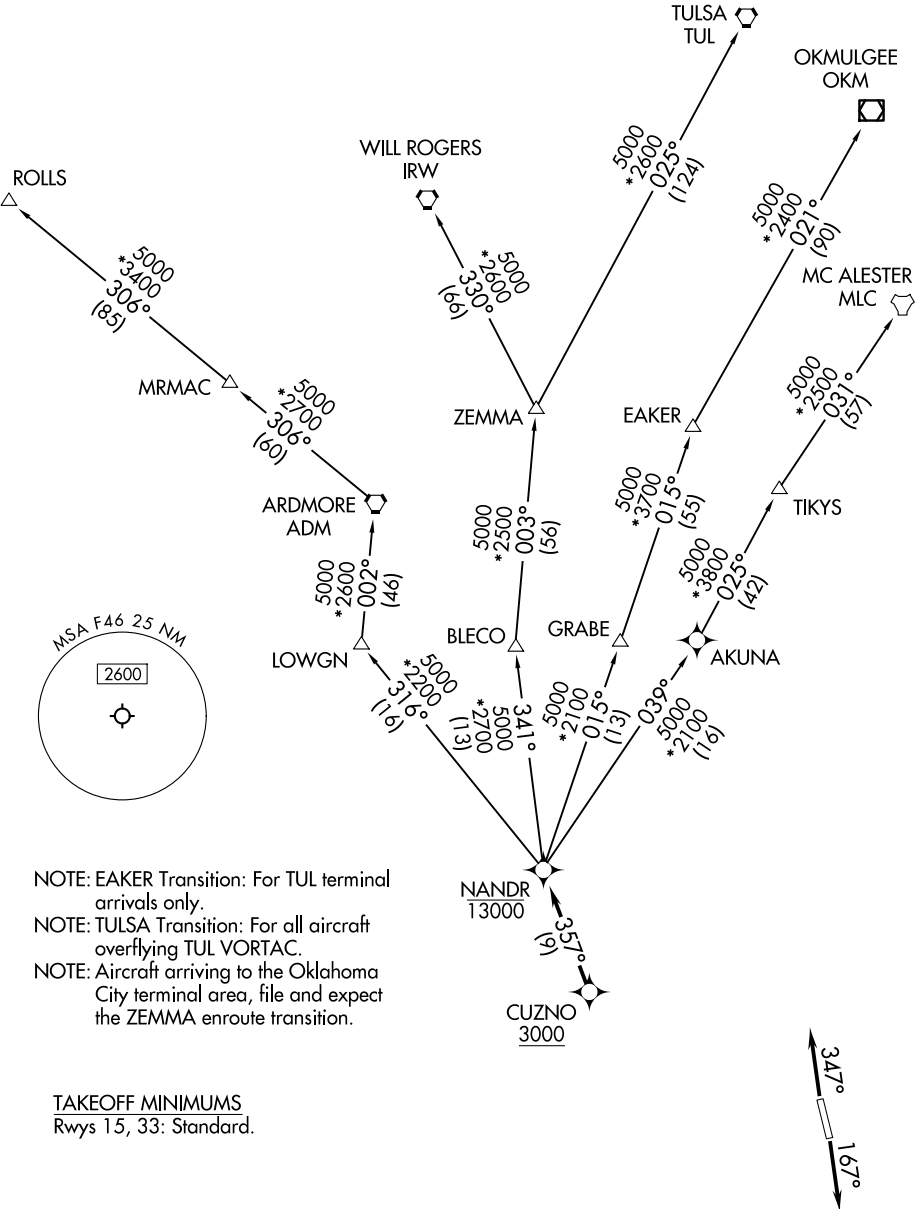 TULSA
TUL
OKMULGEE
OKM
WILL ROGERS
IRW
ROLLS
5000
*2600
025°
(124)
5000
*2400
021°
(90)
MC ALESTER
MLC
5000
*3400
306°
(85)
5000
*2600
330°
(66)
5000
*2500
031°
(57)
MRMAC
5000
*2700
306°
(60)
ZEMMA
EAKER
TIKYS
ARDMORE
ADM
5000
*2500
003°
(56)
5000
*3700
015°
(55)
5000
*3800
025°
(42)
5000
*2600
002°
(46)
MSA F46 25 NM
2600
LOWGN
BLECO
GRABE
AKUNA
5000
*2200
316°
(16)
341°
5000
*2700
(13)
5000
*2100
015°
(13)
039°
5000
*2100
(16)
NANDR
13000
357°
(9)
CUZNO
3000
NOTE: EAKER Transition: For TUL terminal
arrivals only.
NOTE: TULSA Transition: For all aircraft
overflying TUL VORTAC.
NOTE: Aircraft arriving to the Oklahoma
City terminal area, file and expect
the ZEMMA enroute transition.
TAKEOFF MINIMUMS
Rwys 15, 33: Standard.
347°
167°